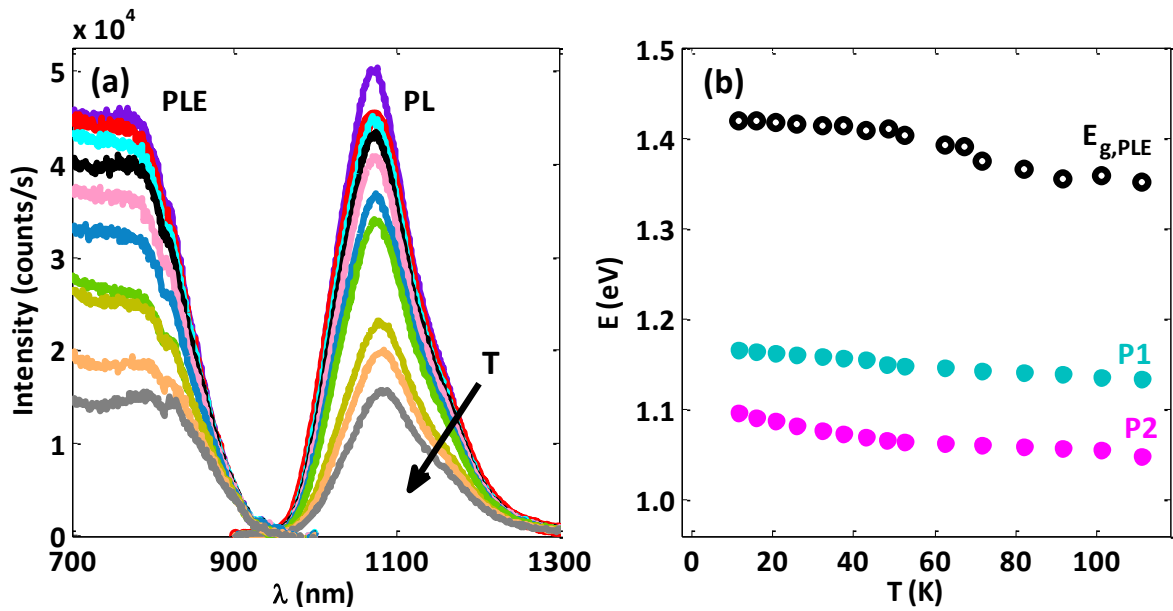 x 10⁴
(a)
PLE
PL
T
5
4
3
2
1
0
Intensity (counts/s)
700
900
1100
1300
λ (nm)
(b)
E_g,PLE
P1
P2
1.5
1.4
1.3
1.2
1.1
1.0
E (eV)
0
20
40
60
80
100
T (K)